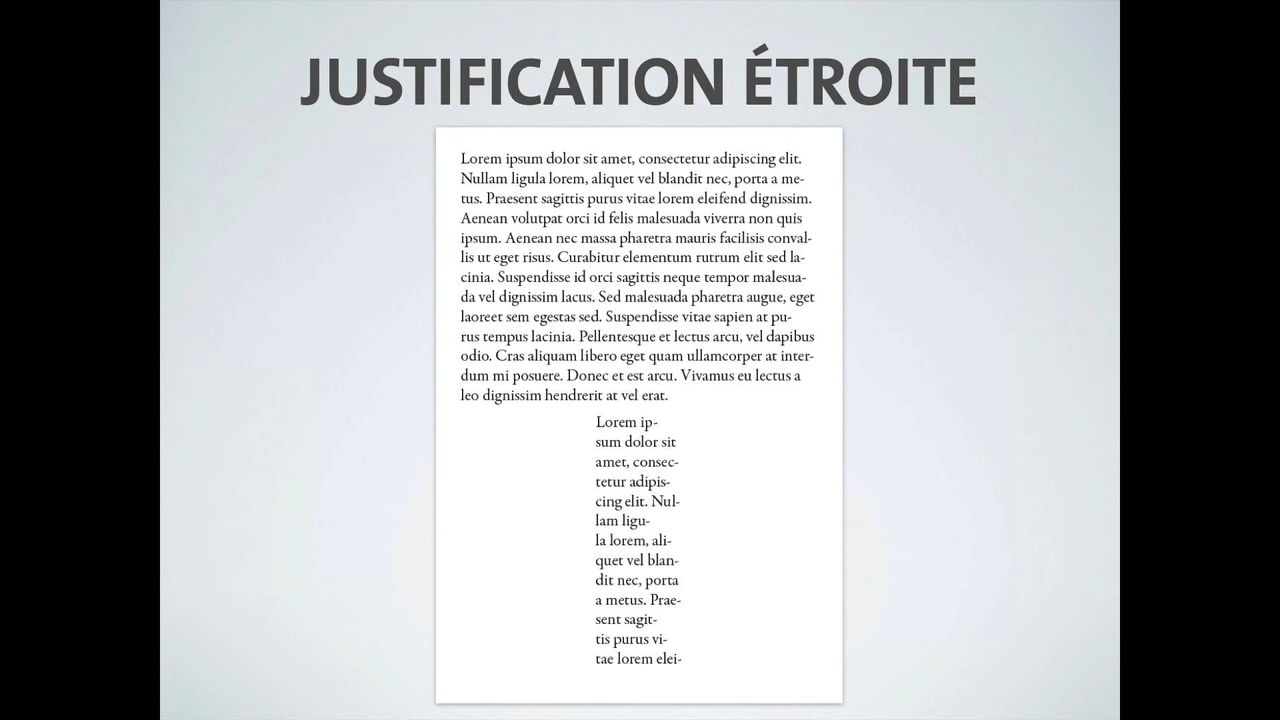 JUSTIFICATION ÉTROITE
Lorem ipsum dolor sit amet, consectetur adipiscing elit.
Nullam ligula lorem, aliquet vel blandit nec, porta a me-
tus. Praesent sagittis purus vitae lorem eleifend dignissim.
Aenean volutpat orci id felis malesuada viverra non quis
ipsum. Aenean nec massa pharetra mauris facilisis conval-
lis ut eget risus. Curabitur elementum rutrum elit sed la-
cinia. Suspendisse id orci sagittis neque tempor malesua-
da vel dignissim lacus. Sed malesuada pharetra augue, eget
laoreet sem egestas sed. Suspendisse vitae sapien at pu-
rus tempus lacinia. Pellentesque et lectus arcu, vel dapibus
odio. Cras aliquam libero eget quam ullamcorper at inter-
dum mi posuere. Donec et est arcu. Vivamus eu lectus a
leo dignissim hendrerit at vel erat.
Lorem ip-
sum dolor sit
amet, consec-
tetur adipis-
cing elit. Nul-
lam ligu-
la lorem, ali-
quet vel blan-
dit nec, porta
a metus. Prae-
sent sagit-
tis purus vi-
tae lorem elei-